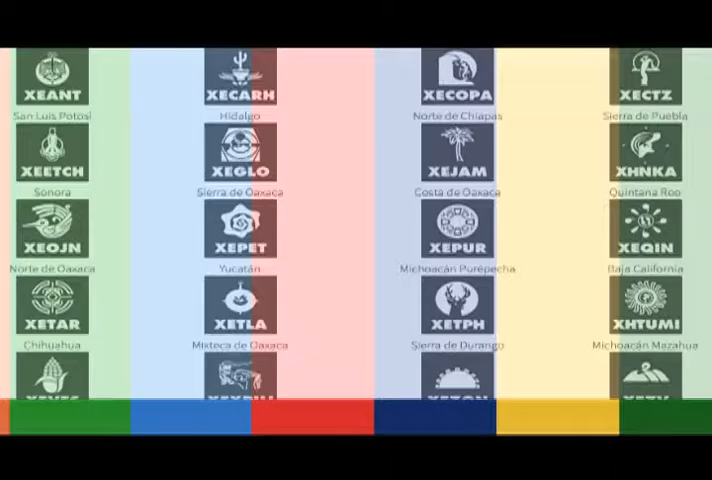 XEANT XECARH XECOPA XECTZ
San Luis Potosí Hidalgo Norte de Chiapas Sierra de Puebla
XEETCH XEGLO XEJAM XHNKA
Sonora Sierra de Oaxaca Costa de Oaxaca Quintana Roo
XEOJN XEPET XEPUR XEQIN
Norte de Oaxaca Yucatán Michoacán Purépecha Baja California
XETAR XETLA XETPH XHTUMI
Chihuahua Mixteca de Oaxaca Sierra de Durango Michoacán Mazahua